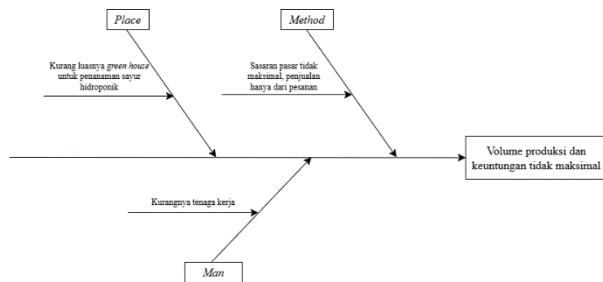 Place
Method
Kurang luasnya green house
untuk penanaman sayur
hidroponik
Sasaran pasar tidak
maksimal, penjualan
hanya dari pesanan
Volume produksi dan
keuntungan tidak maksimal
Kurangnya tenaga kerja
Man